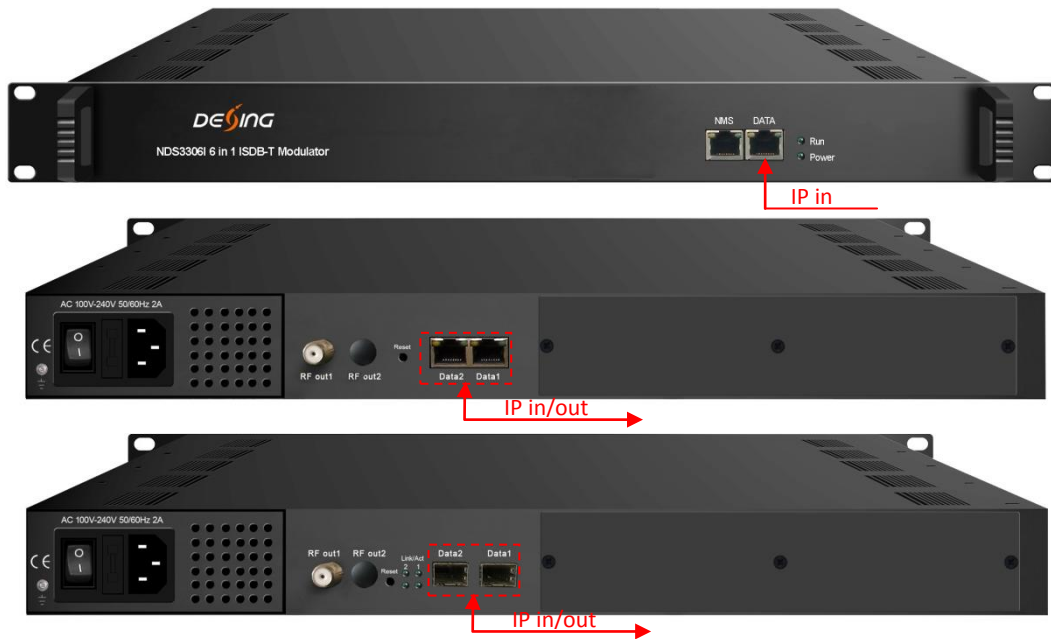 DESING
NDS3306I 6 in 1 ISDB-T Modulator
NMS DATA
Run
Power
IP in
AC 100V-240V 50/60Hz 2A
O
I
CE
RF out1 RF out2
Reset
Data2 Data1
IP in/out
AC 100V-240V 50/60Hz 2A
O
I
CE
RF out1 RF out2
Link/Act
2 1
Reset
Data2 Data1
IP in/out